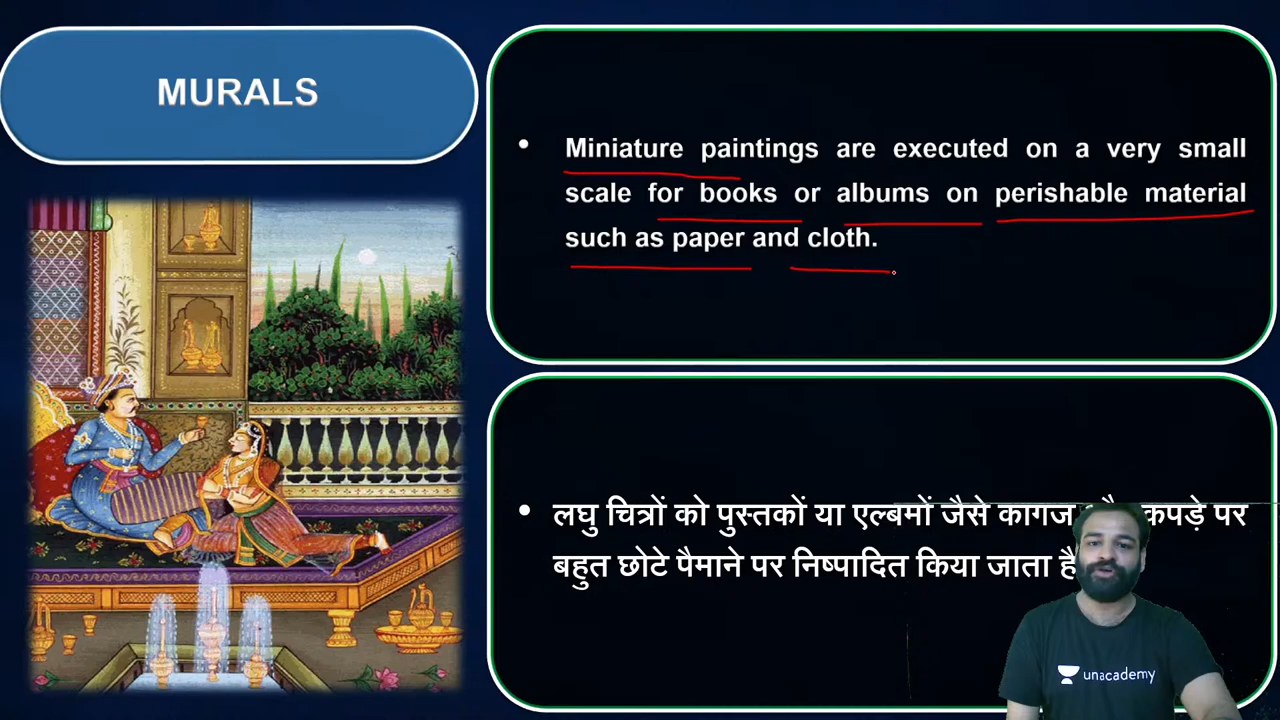 MURALS
• Miniature paintings are executed on a very small
scale for books or albums on perishable material
such as paper and cloth.
• लघु चित्रों को पुस्तकों या एल्बमों जैसे कागज कपड़े पर
बहुत छोटे पैमाने पर निष्पादित किया जाता है
unacademy